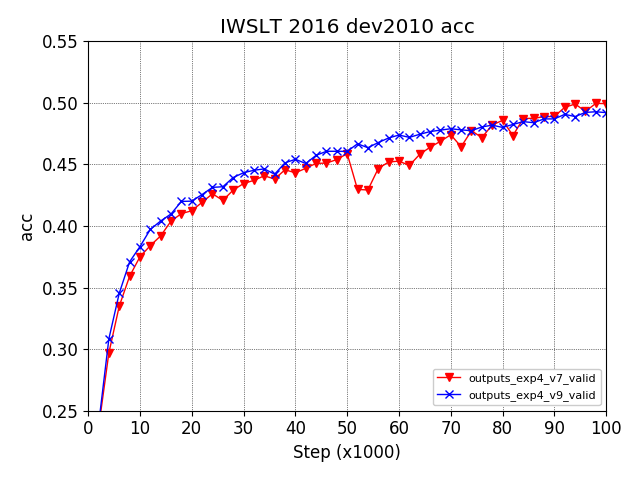 IWSLT 2016 dev2010 acc
0.55
0.50
0.45
0.40
0.35
0.30
0.25
acc
outputs_exp4_v7_valid
outputs_exp4_v9_valid
0 10 20 30 40 50 60 70 80 90 100
Step (x1000)